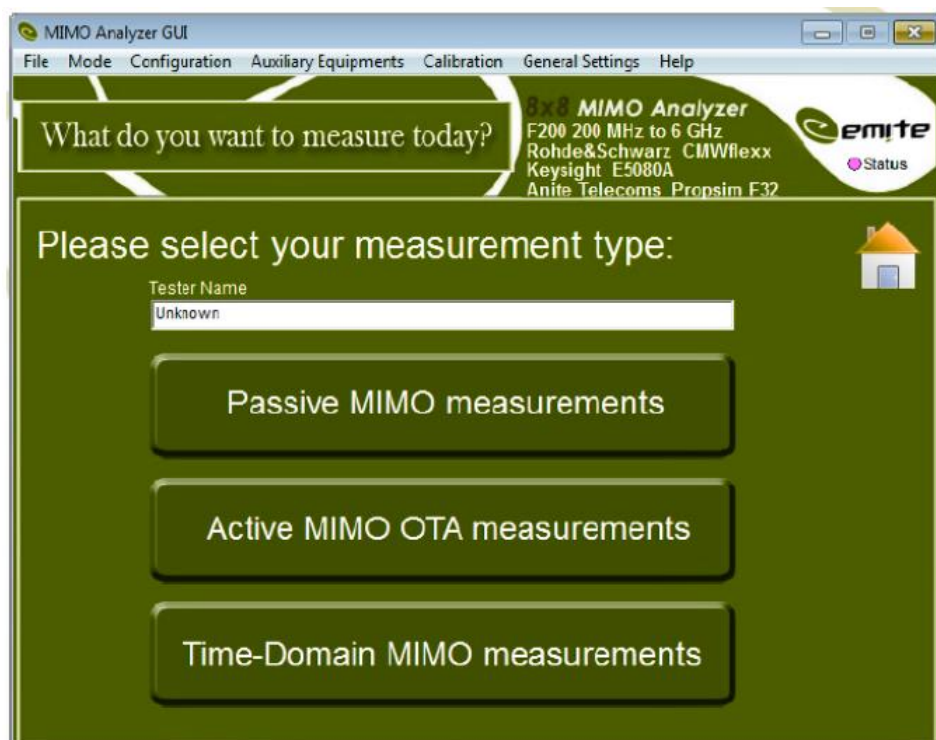 MIMO Analyzer GUI
File Mode Configuration Auxiliary Equipments Calibration General Settings Help
What do you want to measure today?
8x8 MIMO Analyzer
F200 200 MHz to 6 GHz
Rohde&Schwarz CMWflexx
Keysight E5080A
Anite Telecoms Propsim F32
emite
Status
Please select your measurement type:
Tester Name
Unknown
Passive MIMO measurements
Active MIMO OTA measurements
Time-Domain MIMO measurements